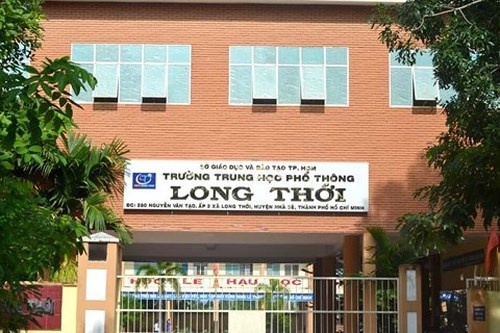 SỞ GIÁO DỤC VÀ ĐÀO TẠO TP. HCM
TRƯỜNG TRUNG HỌC PHỔ THÔNG
LONG THỚI
ĐC: 280 NGUYỄN VĂN TẠO, ẤP 2 XÃ LONG THỚI, HUYỆN NHÀ BÈ, THÀNH PHỐ HỒ CHÍ MINH
HỌC LỄ HẬU HỌC